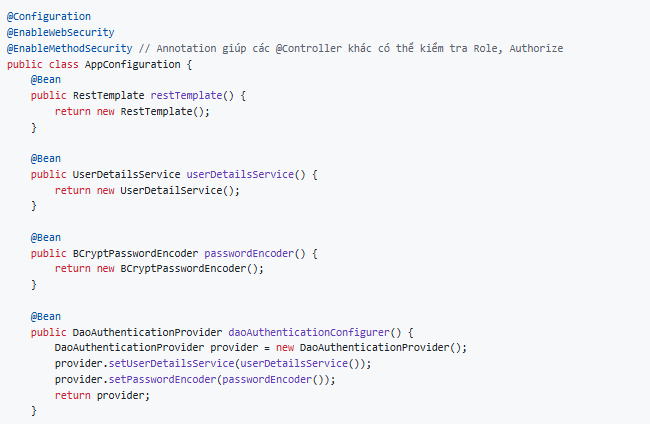 @Configuration
@EnableWebSecurity
@EnableMethodSecurity // Annotation giúp các @Controller khác có thể kiểm tra Role, Authorize
public class AppConfiguration {
    @Bean
    public RestTemplate restTemplate() {
        return new RestTemplate();
    }

    @Bean
    public UserDetailsService userDetailsService() {
        return new UserDetailService();
    }

    @Bean
    public BCryptPasswordEncoder passwordEncoder() {
        return new BCryptPasswordEncoder();
    }

    @Bean
    public DaoAuthenticationProvider daoAuthenticationConfigurer() {
        DaoAuthenticationProvider provider = new DaoAuthenticationProvider();
        provider.setUserDetailsService(userDetailsService());
        provider.setPasswordEncoder(passwordEncoder());
        return provider;
    }